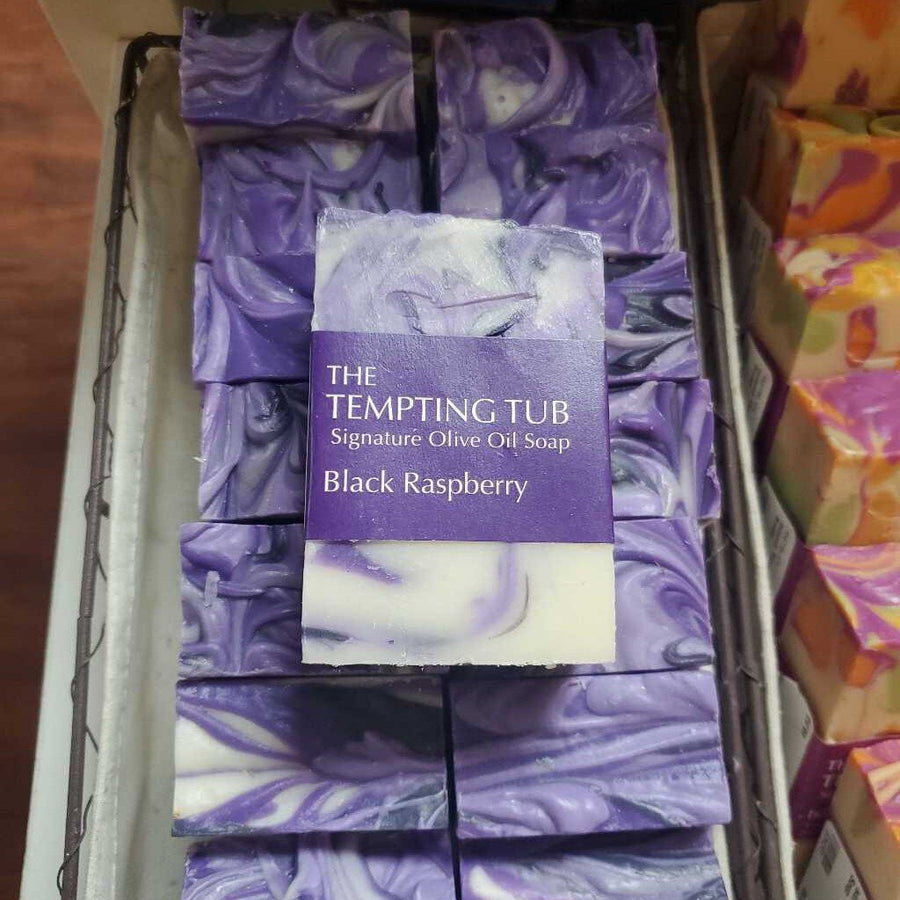 THE
TEMPTING TUB
Signature Olive Oil Soap
Black Raspberry